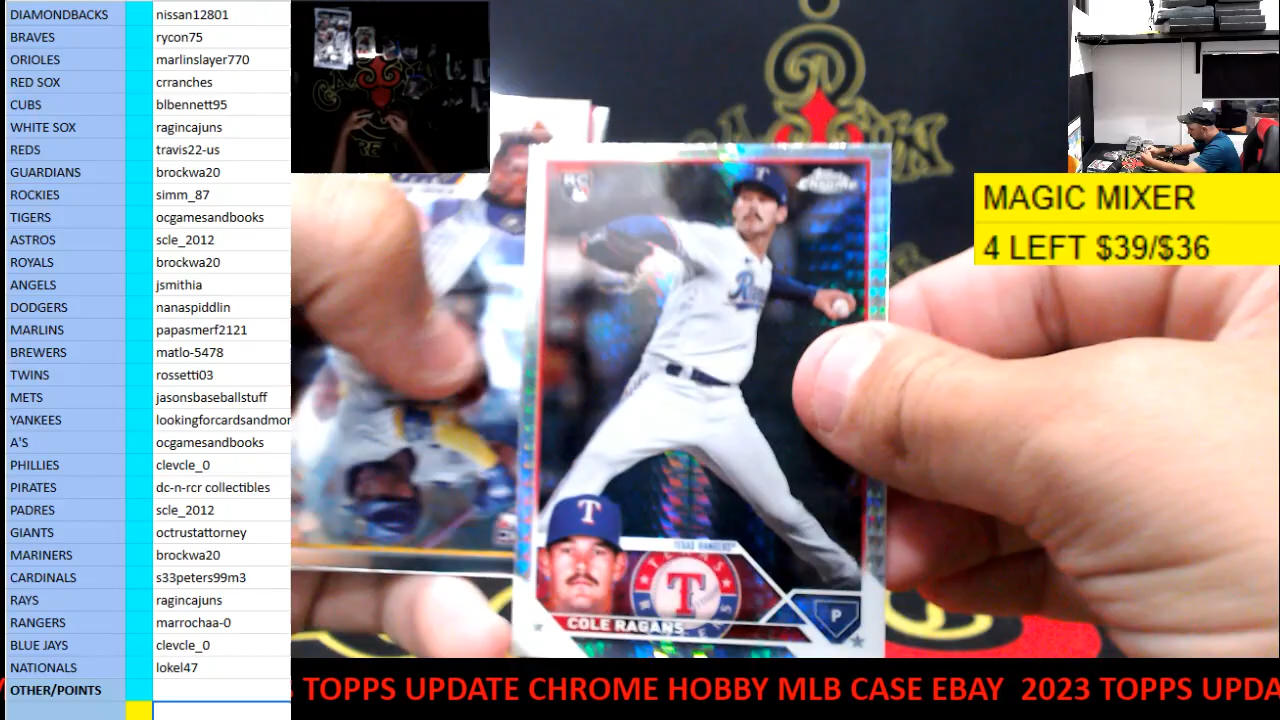 DIAMONDBACKS nissan12801
BRAVES rycon75
ORIOLES marlinslayer770
RED SOX crranches
CUBS blbennett95
WHITE SOX ragincajuns
REDS travis22-us
GUARDIANS brockwa20
ROCKIES simm_87
TIGERS ocgamesandbooks
ASTROS scle_2012
ROYALS brockwa20
ANGELS jsmithia
DODGERS nanaspiddlin
MARLINS papasmerf2121
BREWERS matlo-5478
TWINS rossetti03
METS jasonsbaseballstuff
YANKEES lookingforcardsandmor
A'S ocgamesandbooks
PHILLIES clevcle_0
PIRATES dc-n-rcr collectibles
PADRES scle_2012
GIANTS octrustattorney
MARINERS brockwa20
CARDINALS s33peters99m3
RAYS ragincajuns
RANGERS marrochaa-0
BLUE JAYS clevcle_0
NATIONALS lokel47
OTHER/POINTS
MAGIC MIXER
4 LEFT $39/$36
RC
Topps Chrome
T
TEXAS RANGERS
T
T
P
COLE RAGANS
TOPPS UPDATE CHROME HOBBY MLB CASE EBAY 2023 TOPPS UPDA